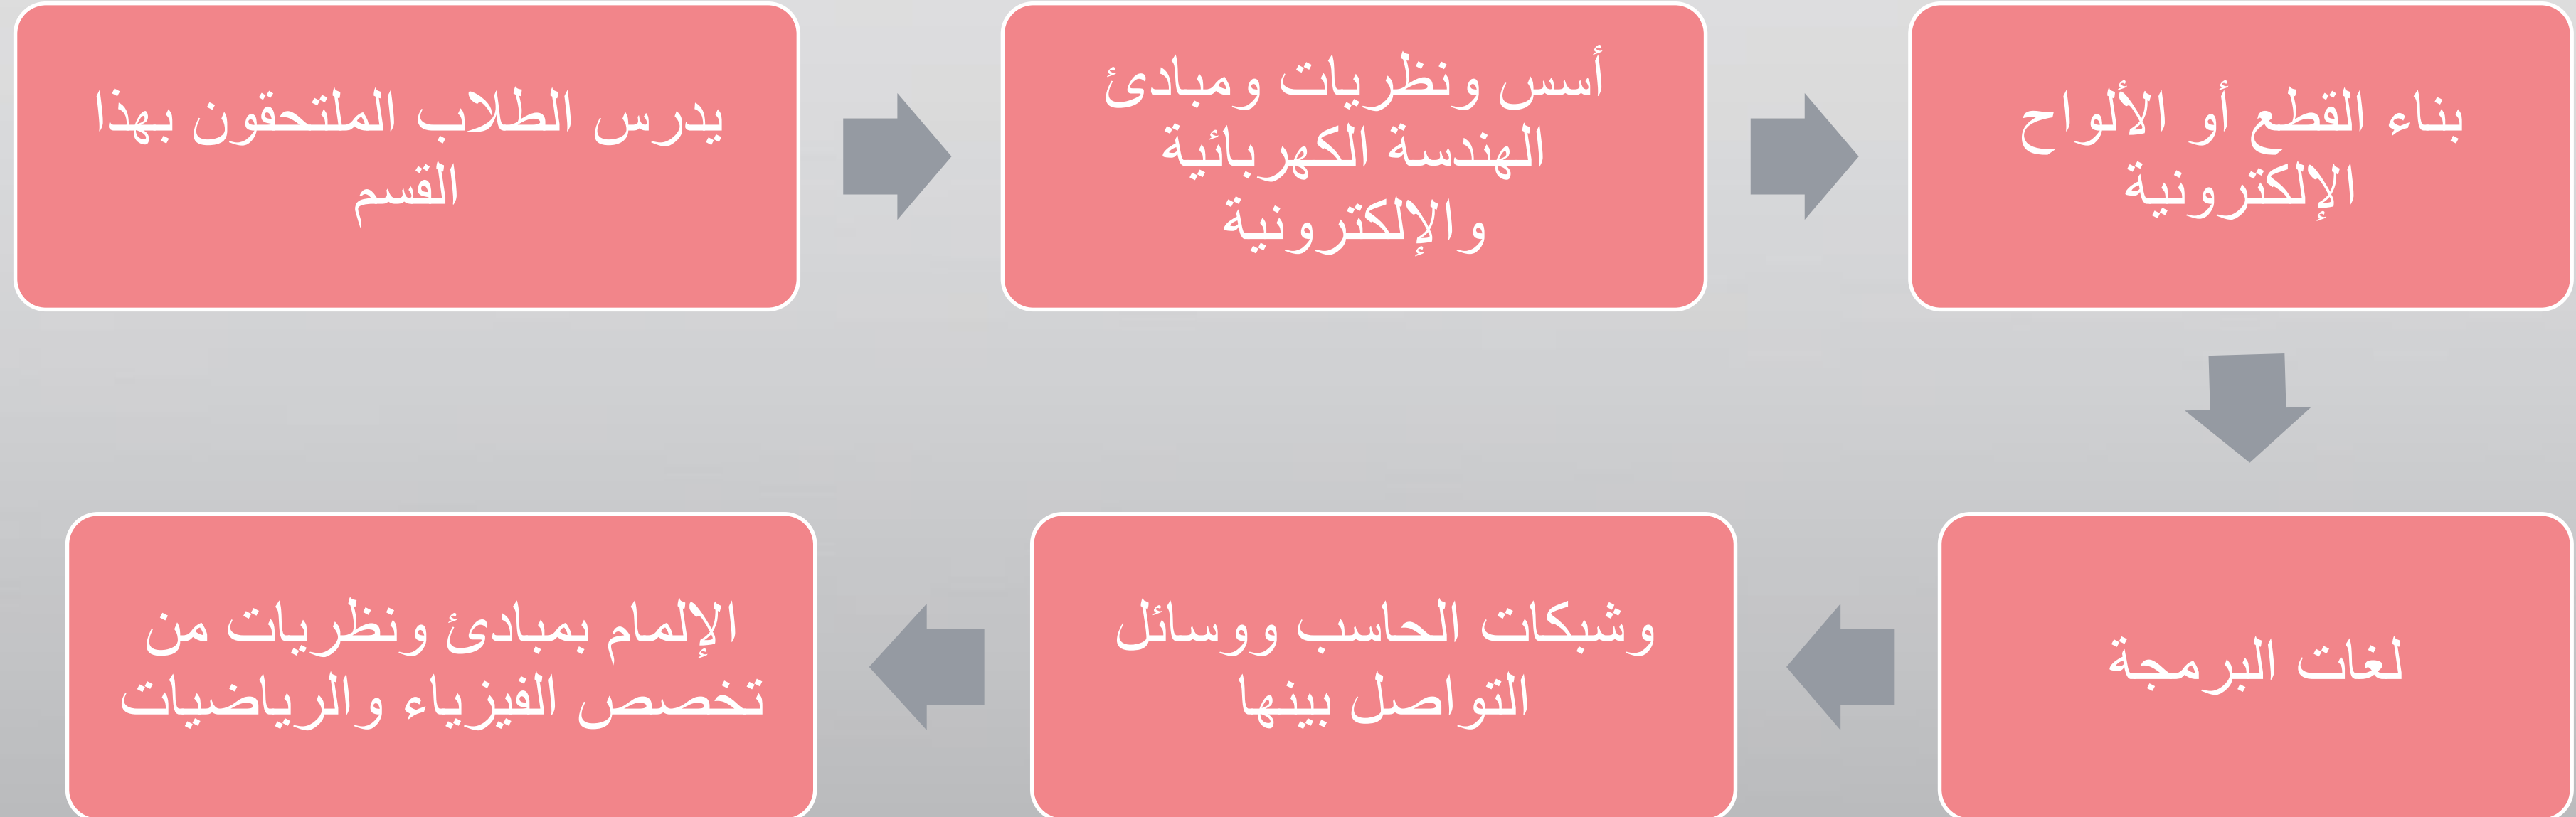 يدرس الطلاب الملتحقون بهذا
القسم
أسس ونظريات ومبادئ
الهندسة الكهربائية
والإلكترونية
بناء القطع أو الألواح
الإلكترونية
لغات البرمجة
وشبكات الحاسب ووسائل
التواصل بينها
الإلمام بمبادئ ونظريات من
تخصص الفيزياء والرياضيات